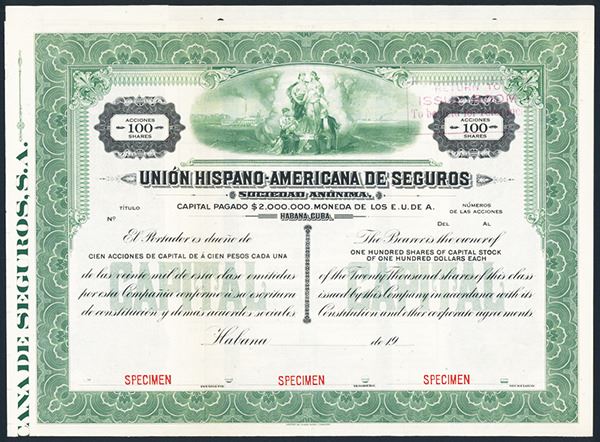 CANA DE SEGUROS, S.A.
ACCIONES
100
SHARES
RETURN TO
ACCIONES
100
SHARES
UNIÓN HISPANO-AMERICANA DE SEGUROS
SOCIEDAD ANÓNIMA.
CAPITAL PAGADO $2,000,000. MONEDA DE LOS E.U. DE A.
HABANA, CUBA.
TÍTULO
Nº
NÚMEROS
DE LAS ACCIONES
DEL AL
El Portador es dueño de
CIEN ACCIONES DE CAPITAL DE Á CIEN PESOS CADA UNA
de las veinte mil de esta clase emitidas
por esta Compañía conforme a su escritura
de constitución y demás acuerdos sociales
The Bearer is the owner of
ONE HUNDRED SHARES OF CAPITAL STOCK
OF ONE HUNDRED DOLLARS EACH
of the Twenty Thousand shares of this class
issued by this Company in accordance with its
Constitution and other corporate agreements
Habana de 19
SPECIMEN
SPECIMEN
SPECIMEN